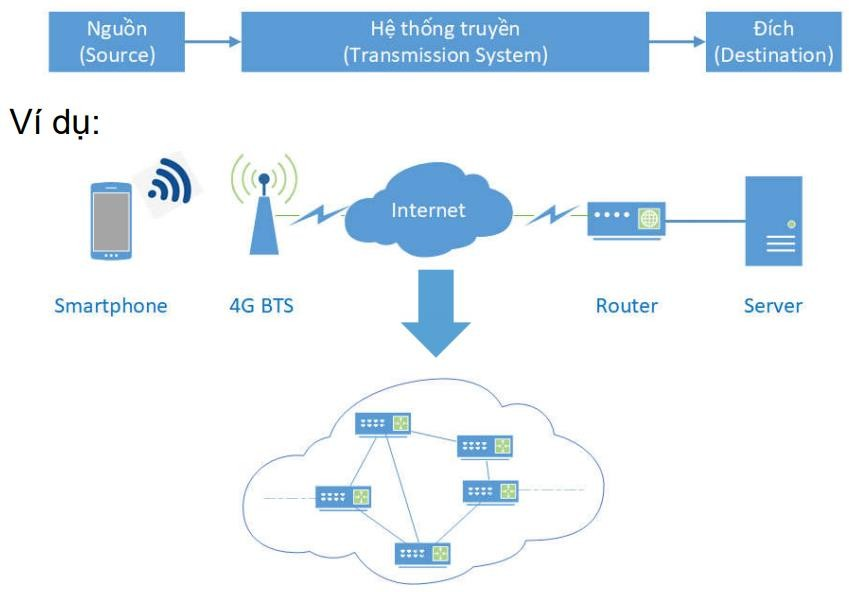 Nguồn
(Source)
Hệ thống truyền
(Transmission System)
Đích
(Destination)
Ví dụ:
Internet
Smartphone
4G BTS
Router
Server